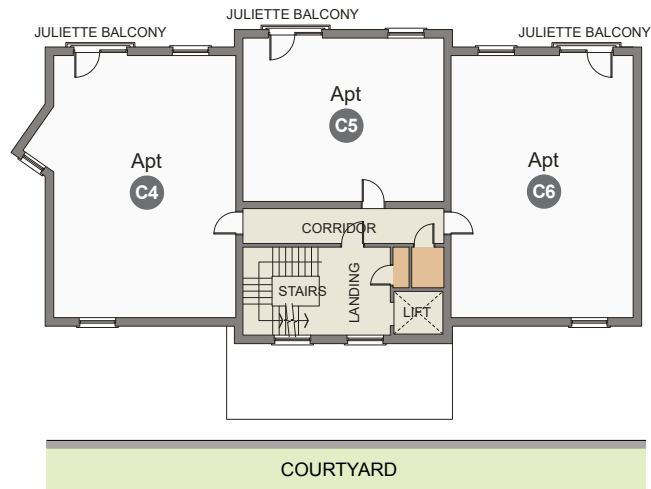 JULIETTE BALCONY
JULIETTE BALCONY
JULIETTE BALCONY
Apt
C4
Apt
C5
Apt
C6
CORRIDOR
STAIRS
LANDING
LIFT
COURTYARD